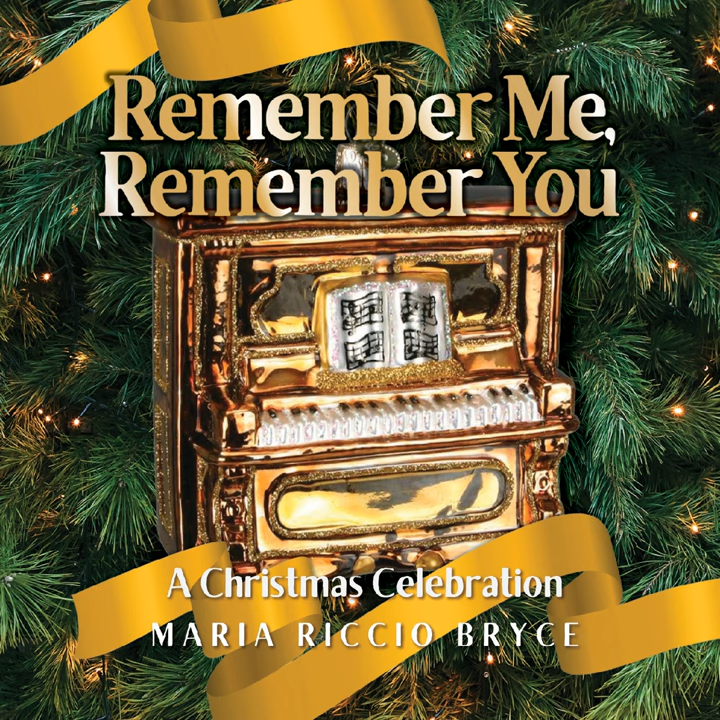 Remember Me,
Remember You
A Christmas Celebration
MARIA RICCIO BRYCE